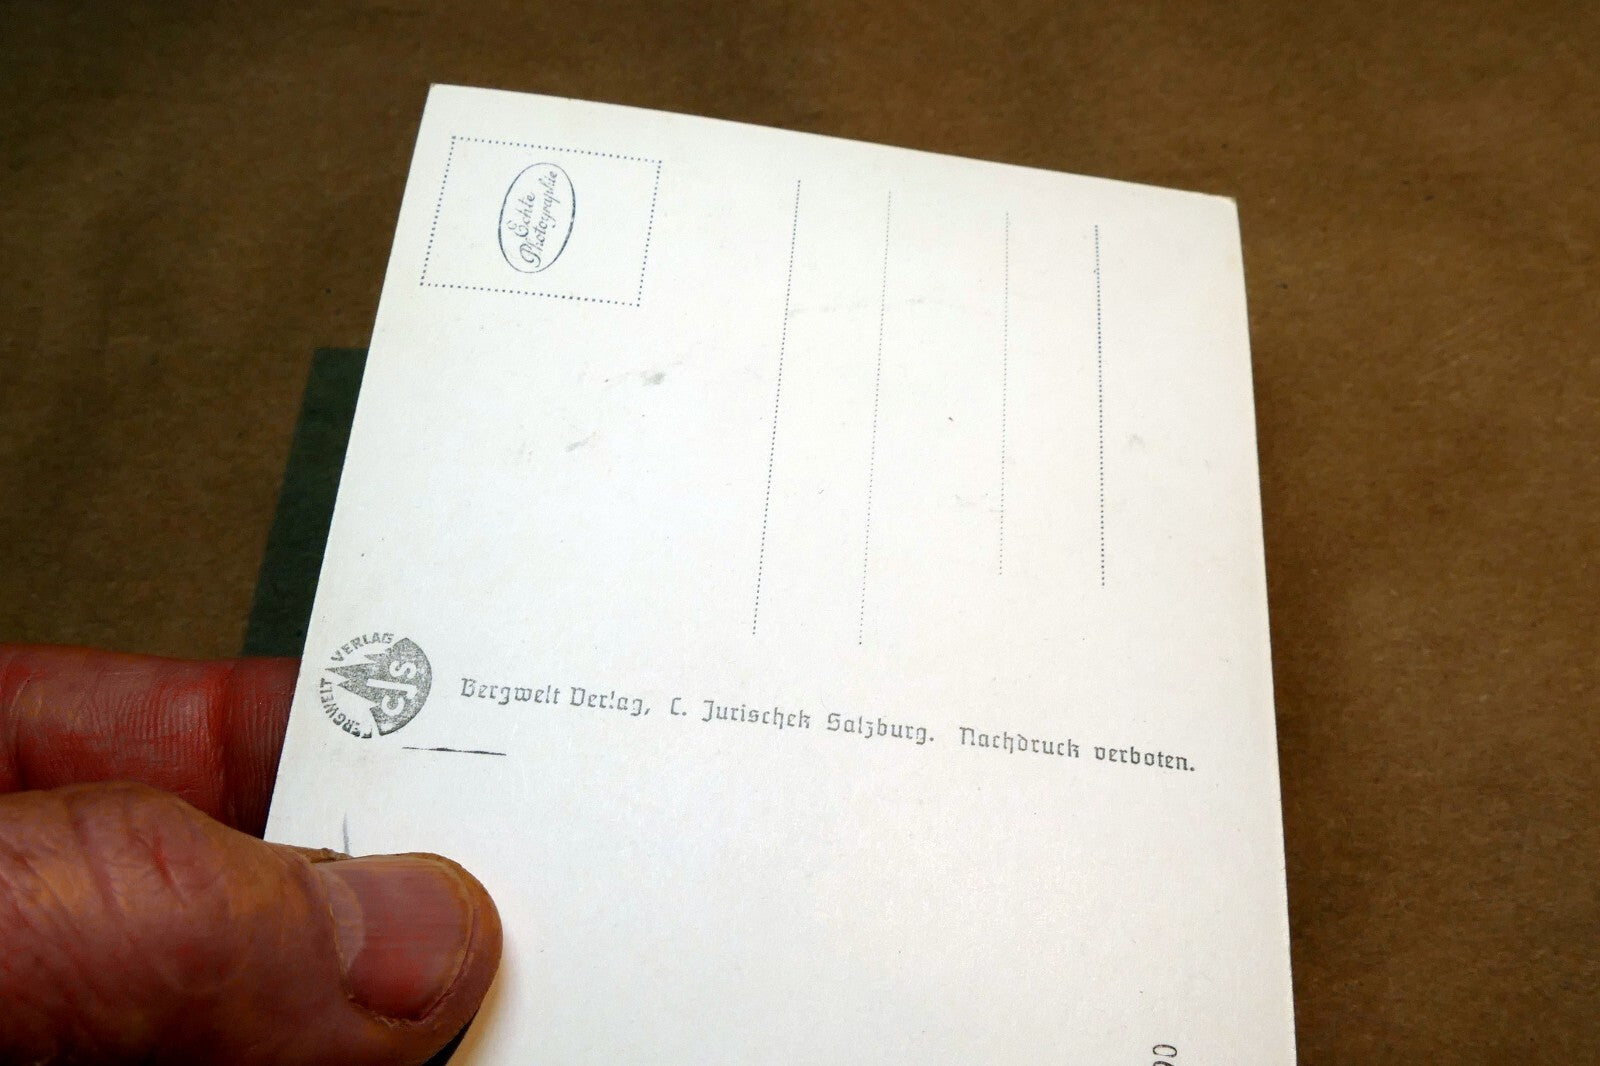 Echte
Photographie
BERGWELT VERLAG
CJS
Bergwelt Verlag, C. Jurischek Salzburg. Nachdruck verboten.